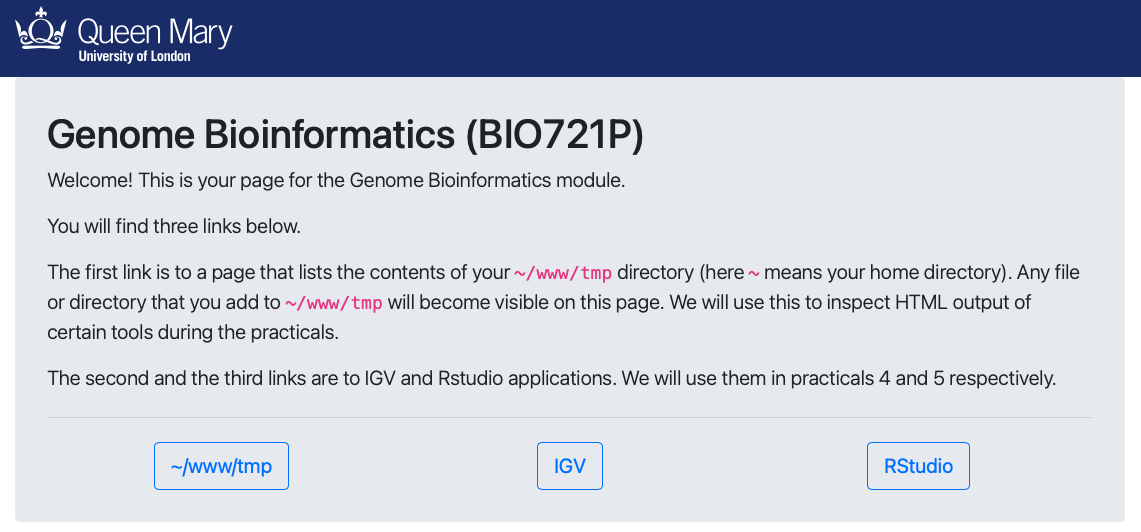 Queen Mary
University of London
Genome Bioinformatics (BIO721P)
Welcome! This is your page for the Genome Bioinformatics module.
You will find three links below.
The first link is to a page that lists the contents of your ~/www/tmp directory (here ~ means your home directory). Any file
or directory that you add to ~/www/tmp will become visible on this page. We will use this to inspect HTML output of
certain tools during the practicals.
The second and the third links are to IGV and Rstudio applications. We will use them in practicals 4 and 5 respectively.
~/www/tmp
IGV
RStudio